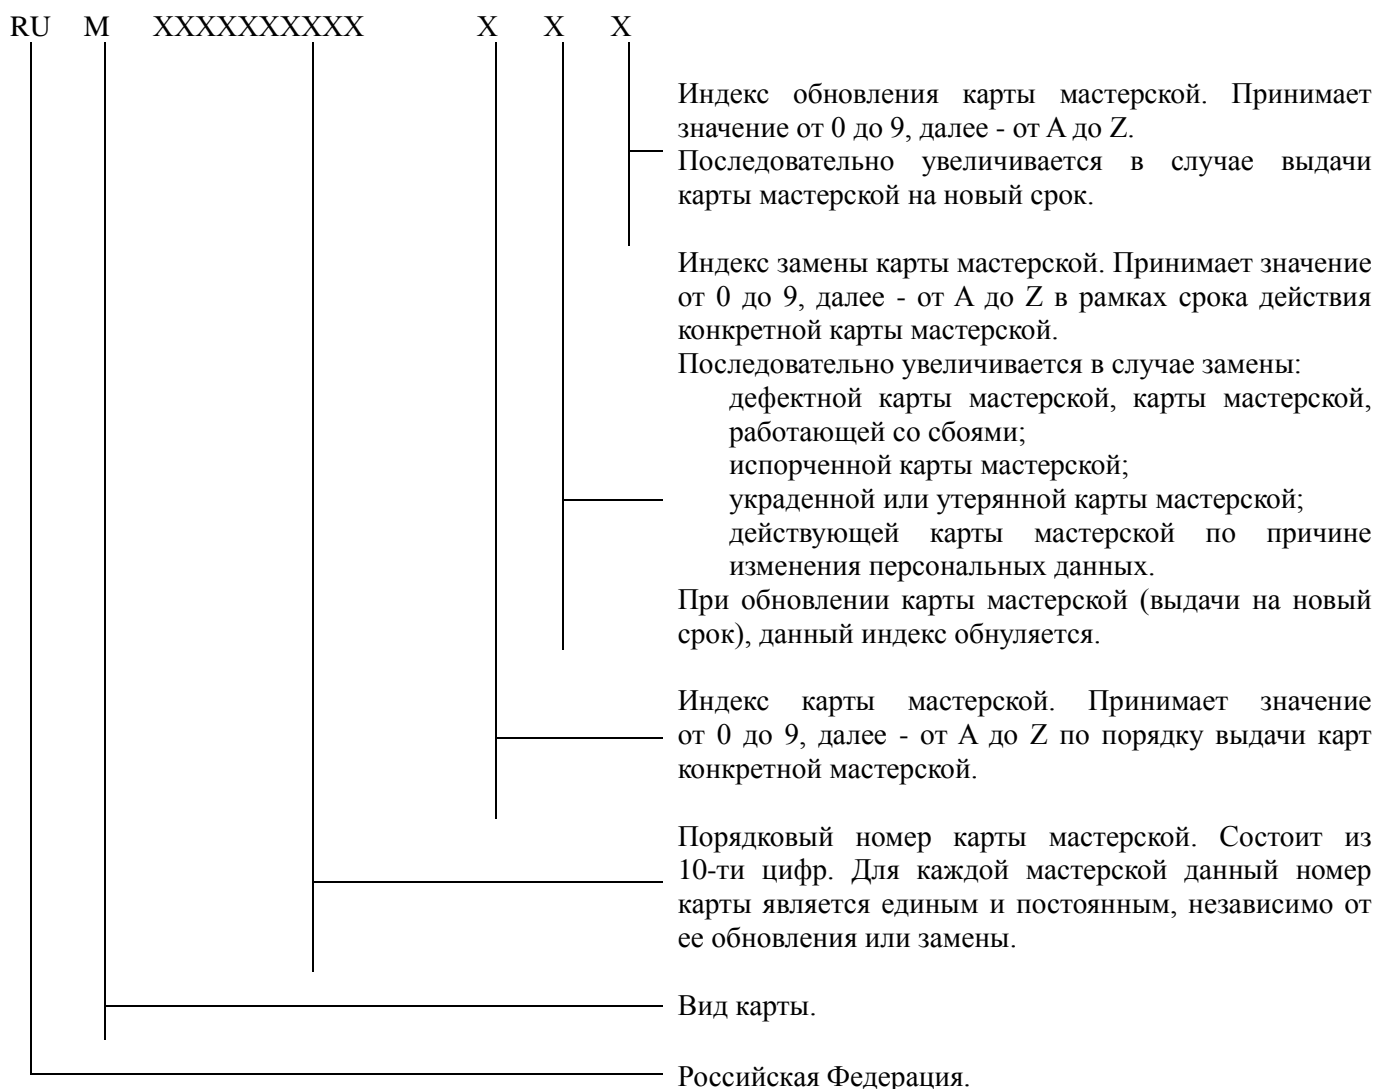 RU M XXXXXXXXXX X X X
Индекс обновления карты мастерской. Принимает
значение от 0 до 9, далее - от A до Z.
Последовательно увеличивается в случае выдачи
карты мастерской на новый срок.
Индекс замены карты мастерской. Принимает значение
от 0 до 9, далее - от A до Z в рамках срока действия
конкретной карты мастерской.
Последовательно увеличивается в случае замены:
дефектной карты мастерской, карты мастерской,
работающей со сбоями;
испорченной карты мастерской;
украденной или утерянной карты мастерской;
действующей карты мастерской по причине
изменения персональных данных.
При обновлении карты мастерской (выдачи на новый
срок), данный индекс обнуляется.
Индекс карты мастерской. Принимает значение
от 0 до 9, далее - от A до Z по порядку выдачи карт
конкретной мастерской.
Порядковый номер карты мастерской. Состоит из
10-ти цифр. Для каждой мастерской данный номер
карты является единым и постоянным, независимо от
ее обновления или замены.
Вид карты.
Российская Федерация.